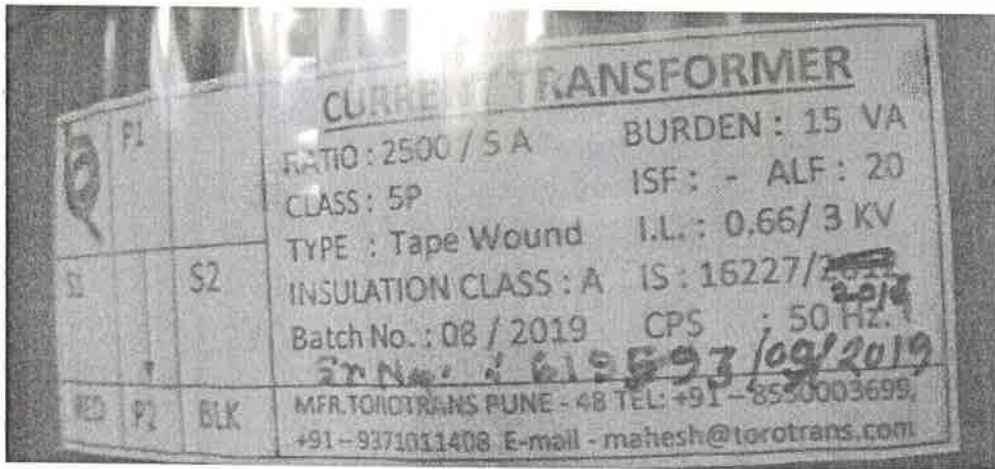 CURRENT TRANSFORMER
P1
RATIO : 2500 / 5 A BURDEN : 15 VA
CLASS : 5P ISF : - ALF : 20
TYPE : Tape Wound I.L. : 0.66/ 3 KV
S1 S2
INSULATION CLASS : A IS : 16227/
Batch No. : 08 / 2019 CPS : 50 Hz.
Sr No. /09/2019
RED P2 BLK
MFR.TOROTRANS PUNE - 48 TEL: +91 – 8550003699,
+91 – 9371011408 E-mail - mahesh@torotrans.com